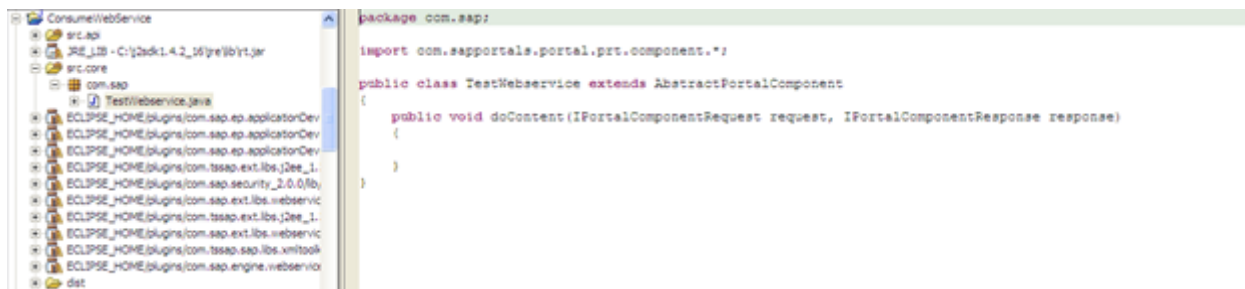 ConsumeWebService
src.api
JRE_LIB - C:\j2sdk1.4.2_16\jre\lib\rt.jar
src.core
com.sap
TestWebservice.java
ECLIPSE_HOME/plugins/com.sap.ep.applicationDev
ECLIPSE_HOME/plugins/com.sap.ep.applicationDev
ECLIPSE_HOME/plugins/com.sap.ep.applicationDev
ECLIPSE_HOME/plugins/com.tssap.ext.libs.j2ee_1.
ECLIPSE_HOME/plugins/com.sap.security_2.0.0/lib/
ECLIPSE_HOME/plugins/com.sap.ext.libs.webservic
ECLIPSE_HOME/plugins/com.tssap.ext.libs.j2ee_1.
ECLIPSE_HOME/plugins/com.sap.ext.libs.webservic
ECLIPSE_HOME/plugins/com.tssap.sap.libs.xmltoolk
ECLIPSE_HOME/plugins/com.sap.engine.webservice
dist
package com.sap;
import com.sapportals.portal.prt.component.*;
public class TestWebservice extends AbstractPortalComponent
{
public void doContent(IPortalComponentRequest request, IPortalComponentResponse response)
{
}
}